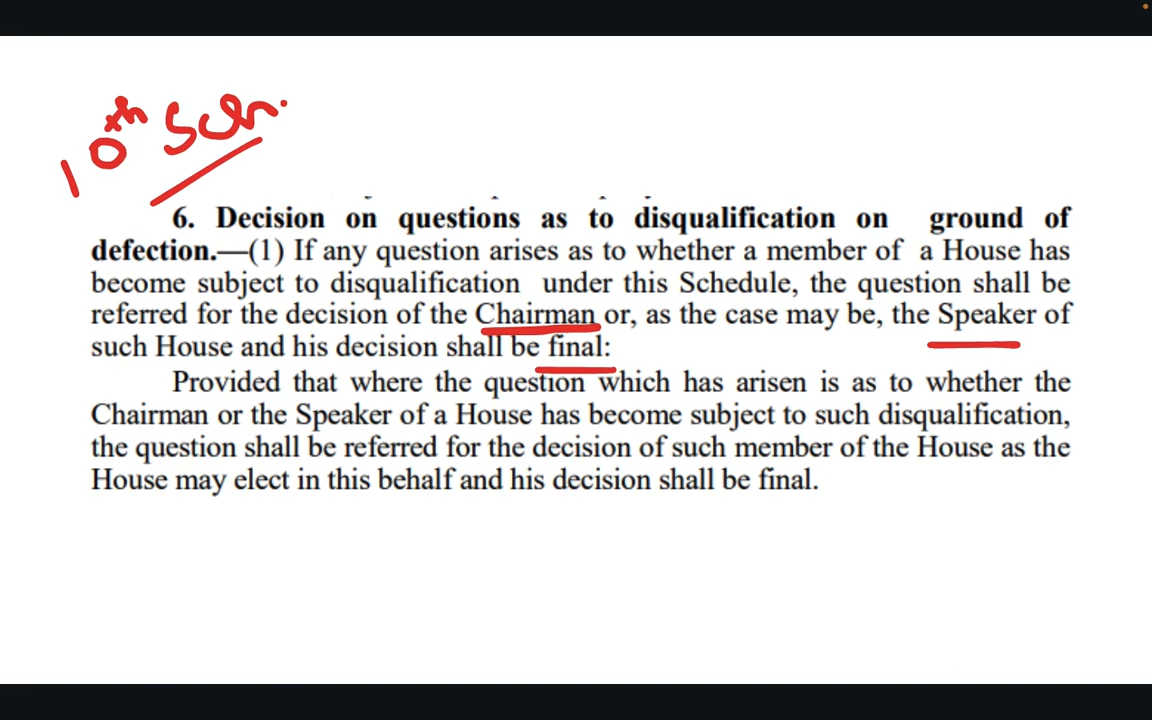 10th Sch.
6. Decision on questions as to disqualification on ground of
defection.—(1) If any question arises as to whether a member of a House has
become subject to disqualification under this Schedule, the question shall be
referred for the decision of the Chairman or, as the case may be, the Speaker of
such House and his decision shall be final:
Provided that where the question which has arisen is as to whether the
Chairman or the Speaker of a House has become subject to such disqualification,
the question shall be referred for the decision of such member of the House as the
House may elect in this behalf and his decision shall be final.